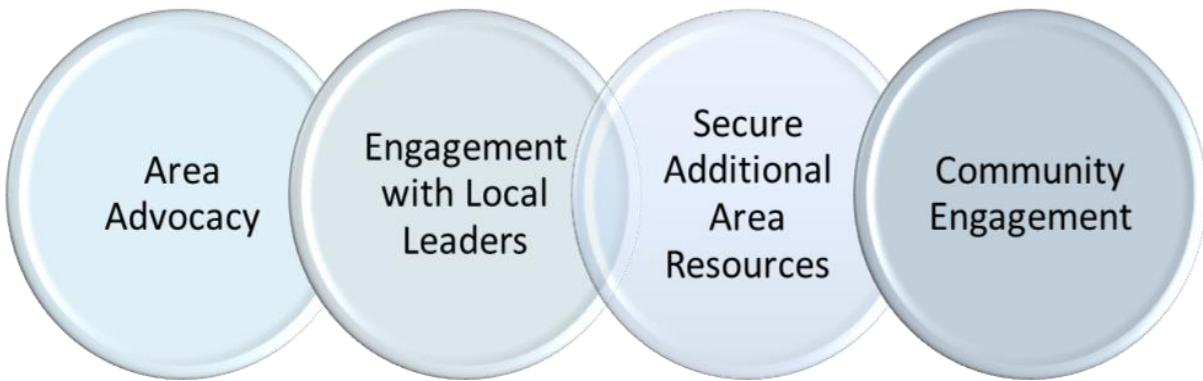 Area
Advocacy
Engagement
with Local
Leaders
Secure
Additional
Area
Resources
Community
Engagement